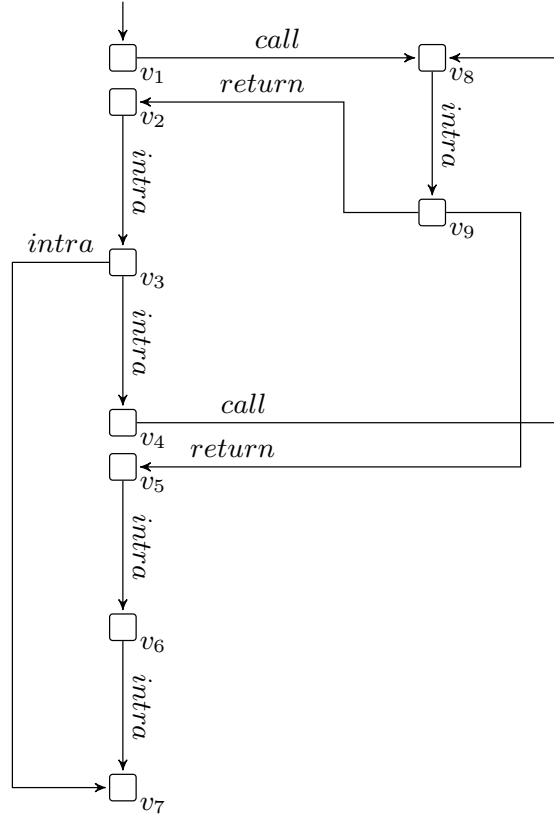 call
v1 v8
return
v2
intra intra
v9
intra
v3
intra
call
v4
return
v5
intra
v6
intra
v7